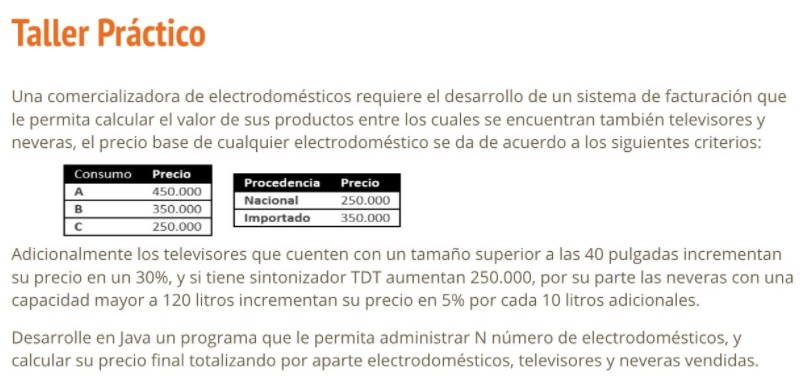 Taller Práctico
Una comercializadora de electrodomésticos requiere el desarrollo de un sistema de facturación que
le permita calcular el valor de sus productos entre los cuales se encuentran también televisores y
neveras, el precio base de cualquier electrodoméstico se da de acuerdo a los siguientes criterios:
Consumo Precio
A 450.000
B 350.000
C 250.000
Procedencia Precio
Nacional 250.000
Importado 350.000
Adicionalmente los televisores que cuenten con un tamaño superior a las 40 pulgadas incrementan
su precio en un 30%, y si tiene sintonizador TDT aumentan 250.000, por su parte las neveras con una
capacidad mayor a 120 litros incrementan su precio en 5% por cada 10 litros adicionales.
Desarrolle en Java un programa que le permita administrar N número de electrodomésticos, y
calcular su precio final totalizando por aparte electrodomésticos, televisores y neveras vendidas.